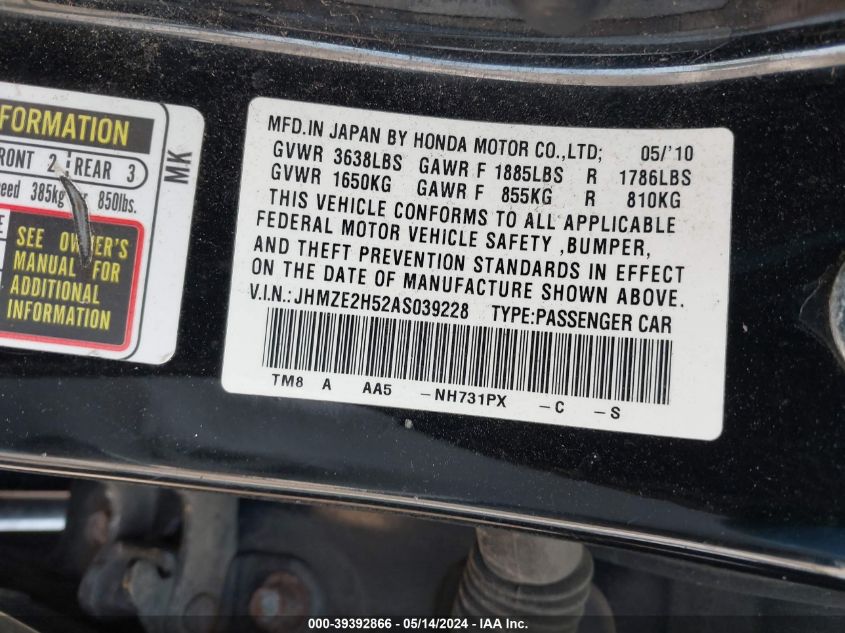 FORMATION
FRONT 2 REAR 3
385kg or 850lbs.
MK
SEE OWNER'S
MANUAL FOR
ADDITIONAL
INFORMATION
MFD.IN JAPAN BY HONDA MOTOR CO.,LTD; 05/'10
GVWR 3638LBS GAWR F 1885LBS R 1786LBS
GVWR 1650KG GAWR F 855KG R 810KG
THIS VEHICLE CONFORMS TO ALL APPLICABLE
FEDERAL MOTOR VEHICLE SAFETY ,BUMPER,
AND THEFT PREVENTION STANDARDS IN EFFECT
ON THE DATE OF MANUFACTURE SHOWN ABOVE.
V.I.N.:JHMZE2H52AS039228 TYPE:PASSENGER CAR
TM8 A AA5 -NH731PX -C -S
000-39392866 - 05/14/2024 - IAA Inc.